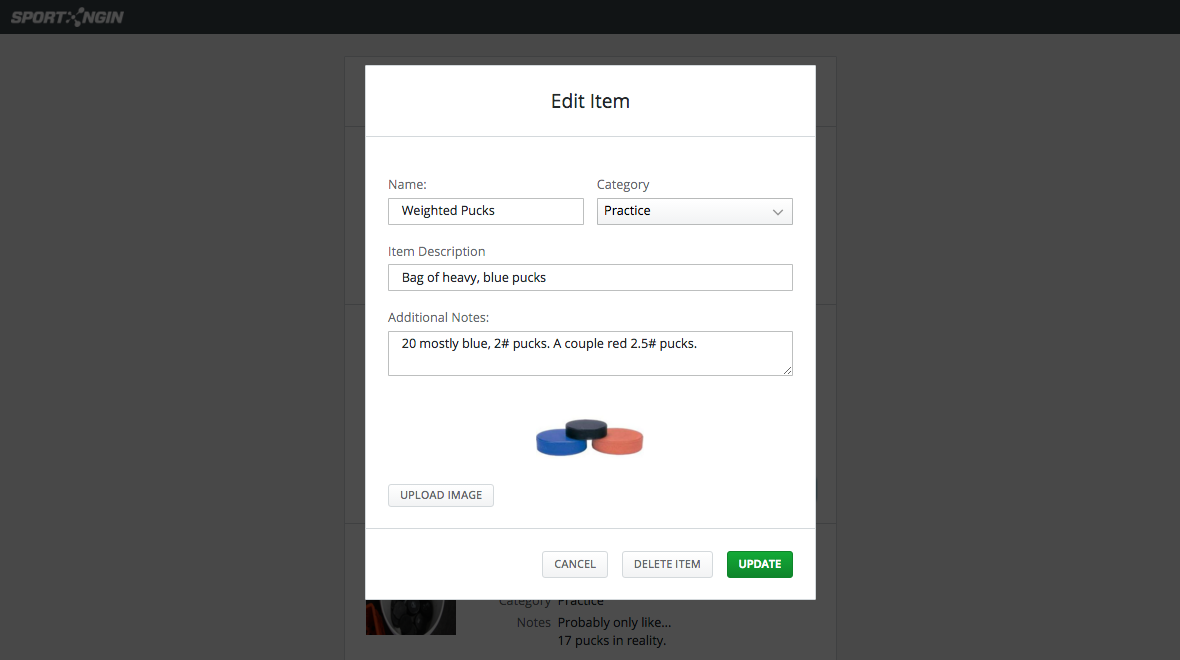 SPORT NGIN
Edit Item
Name:
Category
Weighted Pucks
Practice
Item Description
Bag of heavy, blue pucks
Additional Notes:
20 mostly blue, 2# pucks. A couple red 2.5# pucks.
UPLOAD IMAGE
CANCEL
DELETE ITEM
UPDATE
Category Practice
Notes Probably only like...
17 pucks in reality.